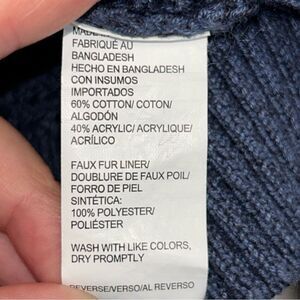 FABRIQUÉ AU
BANGLADESH
HECHO EN BANGLADESH
CON INSUMOS
IMPORTADOS
60% COTTON/ COTON/
ALGODÓN
40% ACRYLIC/ ACRYLIQUE/
ACRÍLICO
FAUX FUR LINER/
DOUBLURE DE FAUX POIL/
FORRO DE PIEL
SINTÉTICA:
100% POLYESTER/
POLIÉSTER
WASH WITH LIKE COLORS,
DRY PROMPTLY
REVERSE/VERSO/AL REVERSO